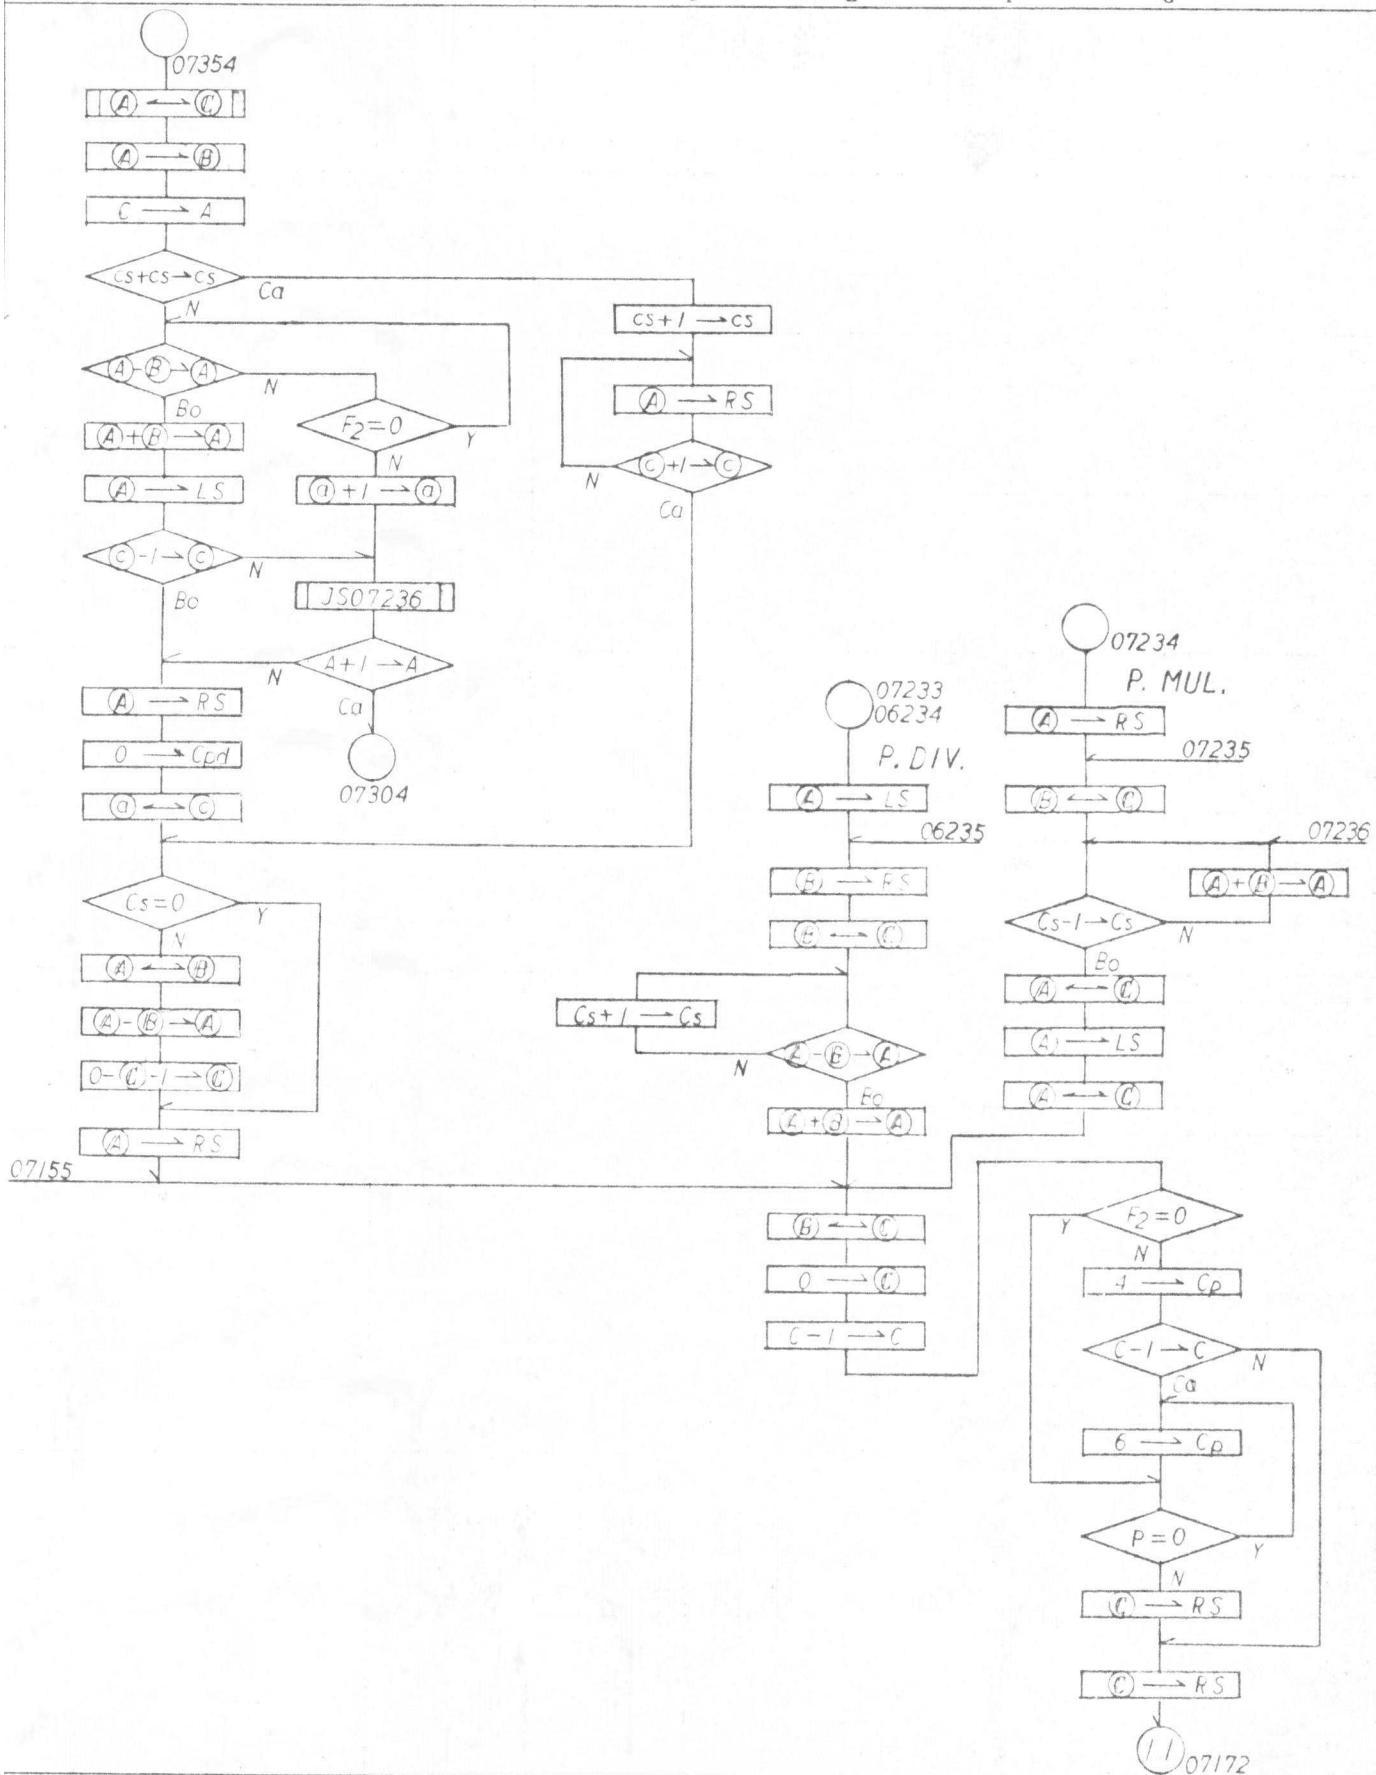 07354
Ⓐ ↔ Ⓒ
Ⓐ → Ⓑ
C → A
Cs+Cs→Cs
Ca
N
cs+1→cs
Ⓐ-Ⓑ→Ⓐ
N
Bo
Ⓐ → RS
F2=0
Y
Ⓐ+Ⓑ→Ⓐ
N
ⓒ+1→ⓒ
N
Ca
Ⓐ → LS
ⓐ+1→ⓐ
ⓒ-1→ⓒ
N
Bo
JS07236
A+1→A
N
Ca
07304
Ⓐ → RS
0 → Cpd
ⓐ ↔ ⓒ
Cs=0
Y
N
Ⓐ ↔ Ⓑ
Ⓐ-Ⓑ→Ⓐ
0-Ⓒ-1→Ⓒ
Ⓐ → RS
07155
07233
06234
P. DIV.
Ⓐ → LS
06235
Ⓑ → RS
Ⓑ ↔ Ⓒ
Cs+1→Cs
N
Ⓐ-Ⓑ→Ⓐ
Bo
Ⓐ+Ⓑ→Ⓐ
Ⓑ ↔ Ⓒ
0 → Ⓒ
C-1→C
07234
P. MUL.
Ⓐ → RS
07235
Ⓑ ↔ Ⓒ
07236
Ⓐ+Ⓑ→Ⓐ
Cs-1→Cs
N
Bo
Ⓐ ↔ Ⓒ
Ⓐ → LS
Ⓐ ↔ Ⓒ
F2=0
Y
N
4 → Cp
C-1→C
N
Ca
6 → Cp
P=0
Y
N
Ⓒ → RS
Ⓒ → RS
11
07172